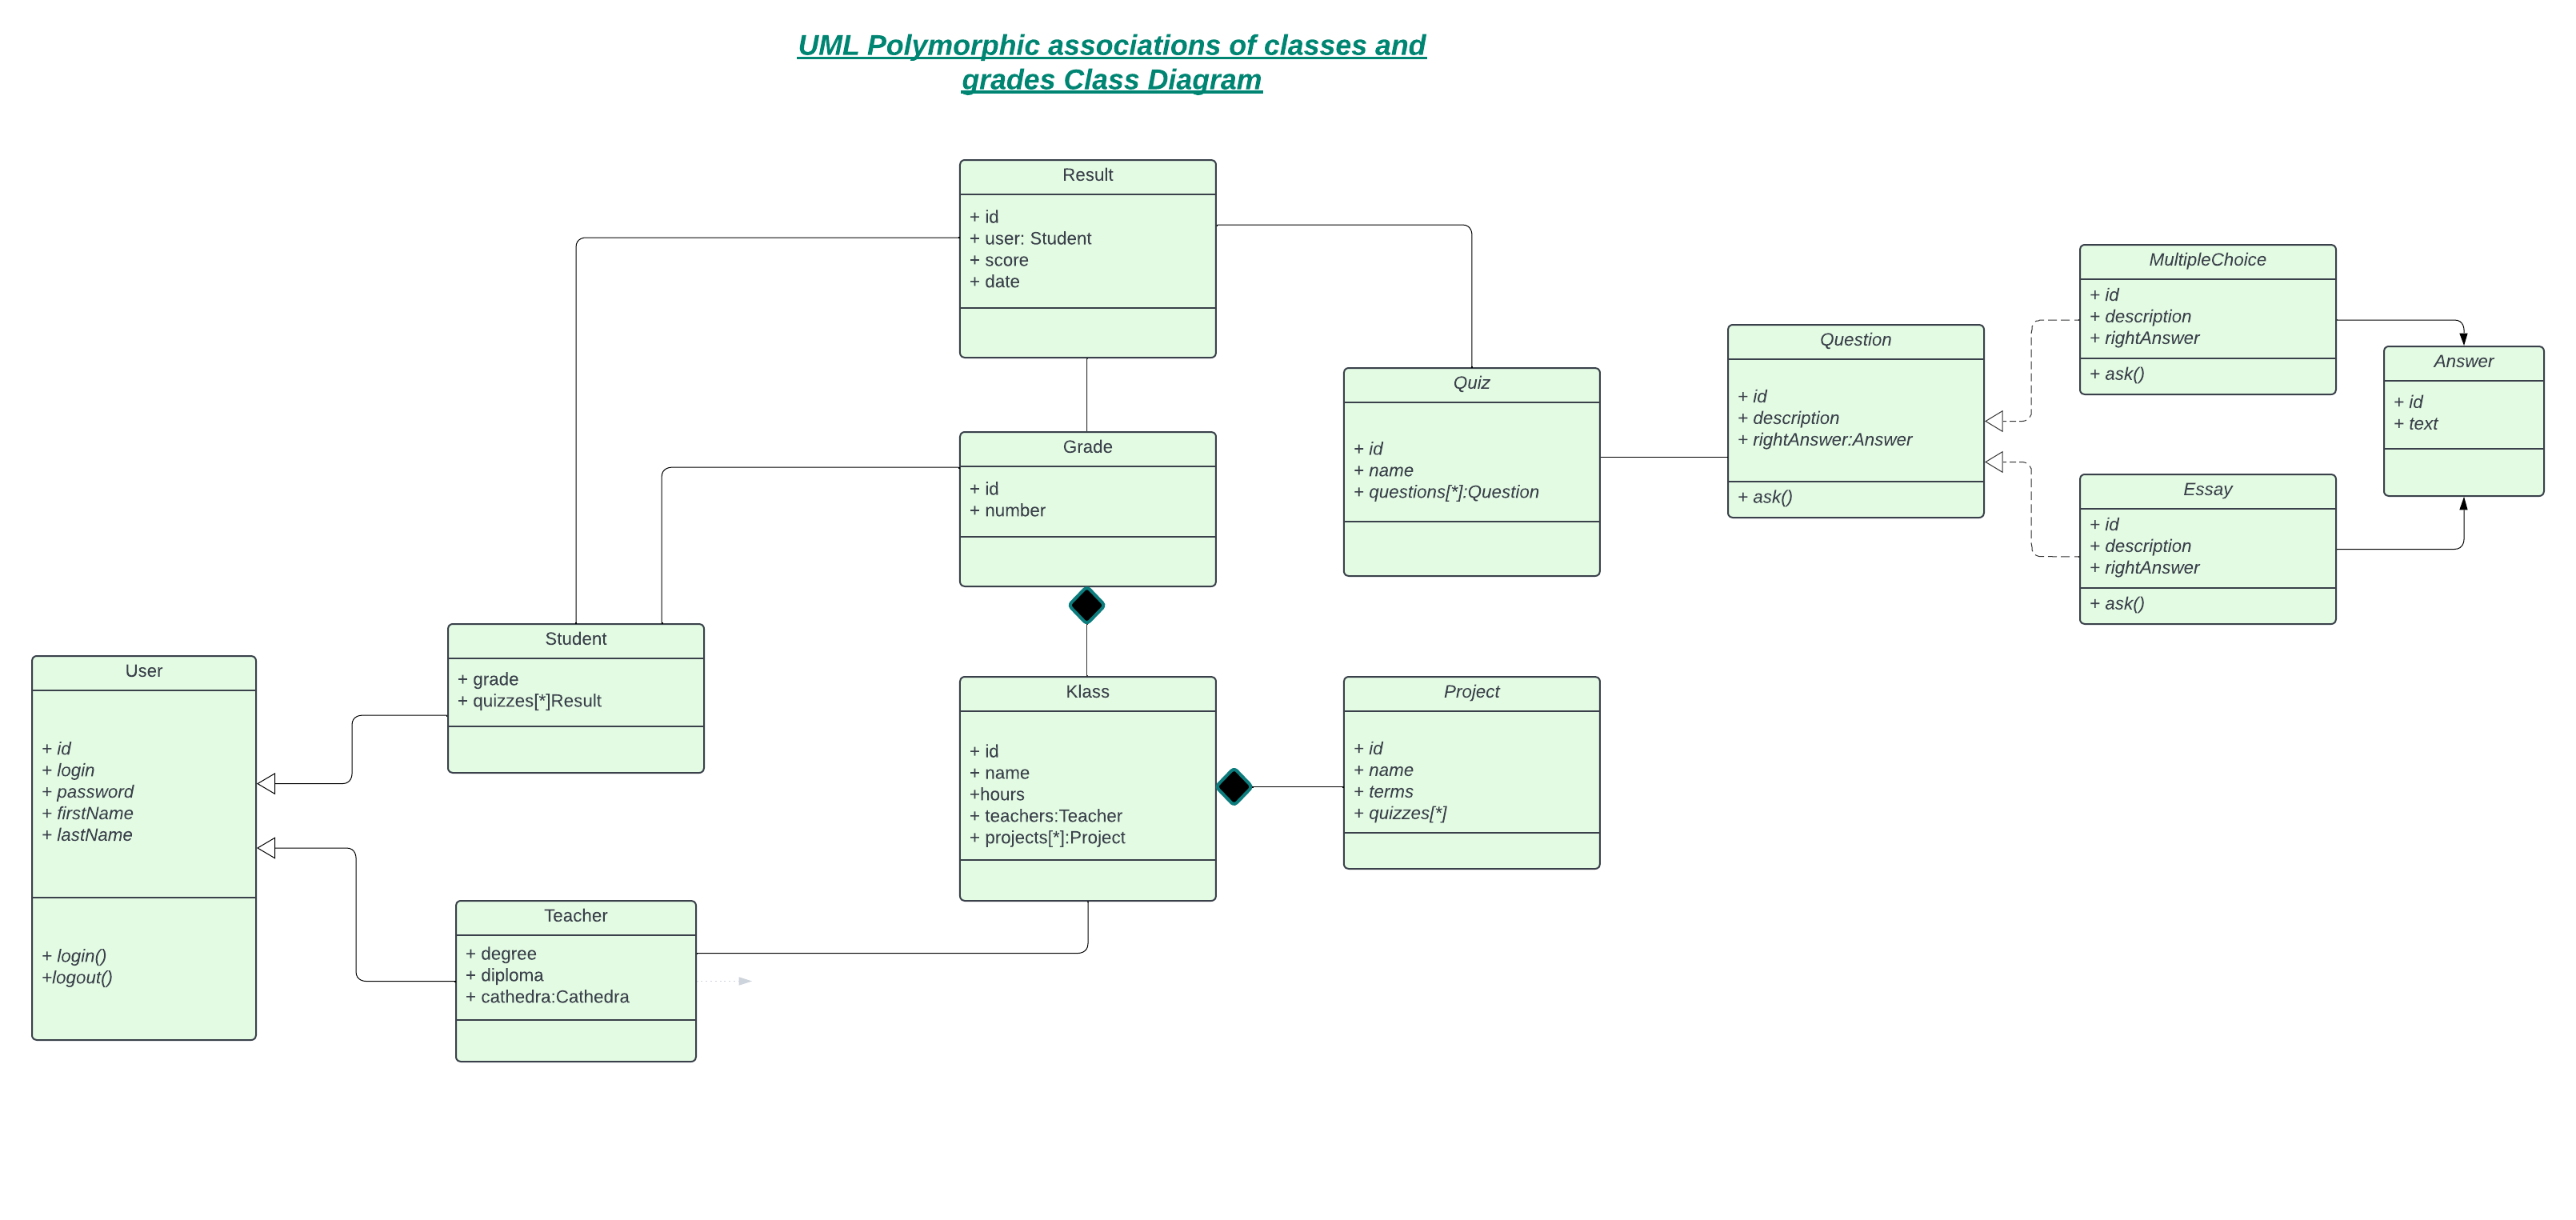 UML Polymorphic associations of classes and
grades Class Diagram
Result
+ id
+ user: Student
+ score
+ date
Grade
+ id
+ number
Student
+ grade
+ quizzes[*]Result
User
+ id
+ login
+ password
+ firstName
+ lastName
+ login()
+logout()
Teacher
+ degree
+ diploma
+ cathedra:Cathedra
Klass
+ id
+ name
+hours
+ teachers:Teacher
+ projects[*]:Project
Project
+ id
+ name
+ terms
+ quizzes[*]
Quiz
+ id
+ name
+ questions[*]:Question
Question
+ id
+ description
+ rightAnswer:Answer
+ ask()
MultipleChoice
+ id
+ description
+ rightAnswer
+ ask()
Essay
+ id
+ description
+ rightAnswer
+ ask()
Answer
+ id
+ text